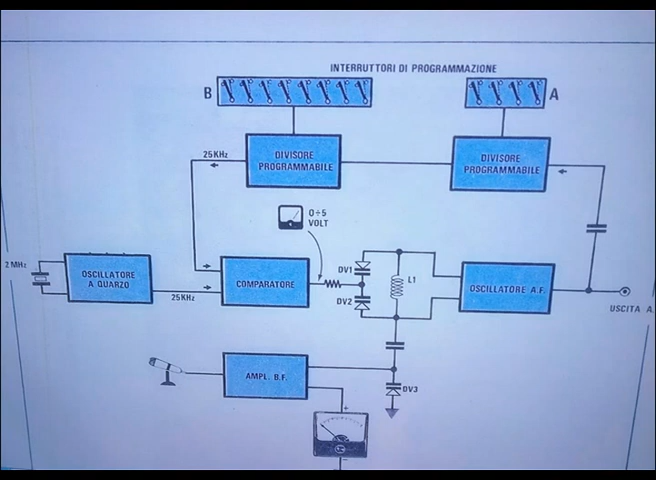 INTERRUTTORI DI PROGRAMMAZIONE
B
A
DIVISORE
PROGRAMMABILE
DIVISORE
PROGRAMMABILE
25KHz
0÷5
VOLT
2 MHz
OSCILLATORE
A QUARZO
25KHz
COMPARATORE
DV1
DV2
L1
OSCILLATORE A.F.
USCITA A.
AMPL. B.F.
DV3
+
−